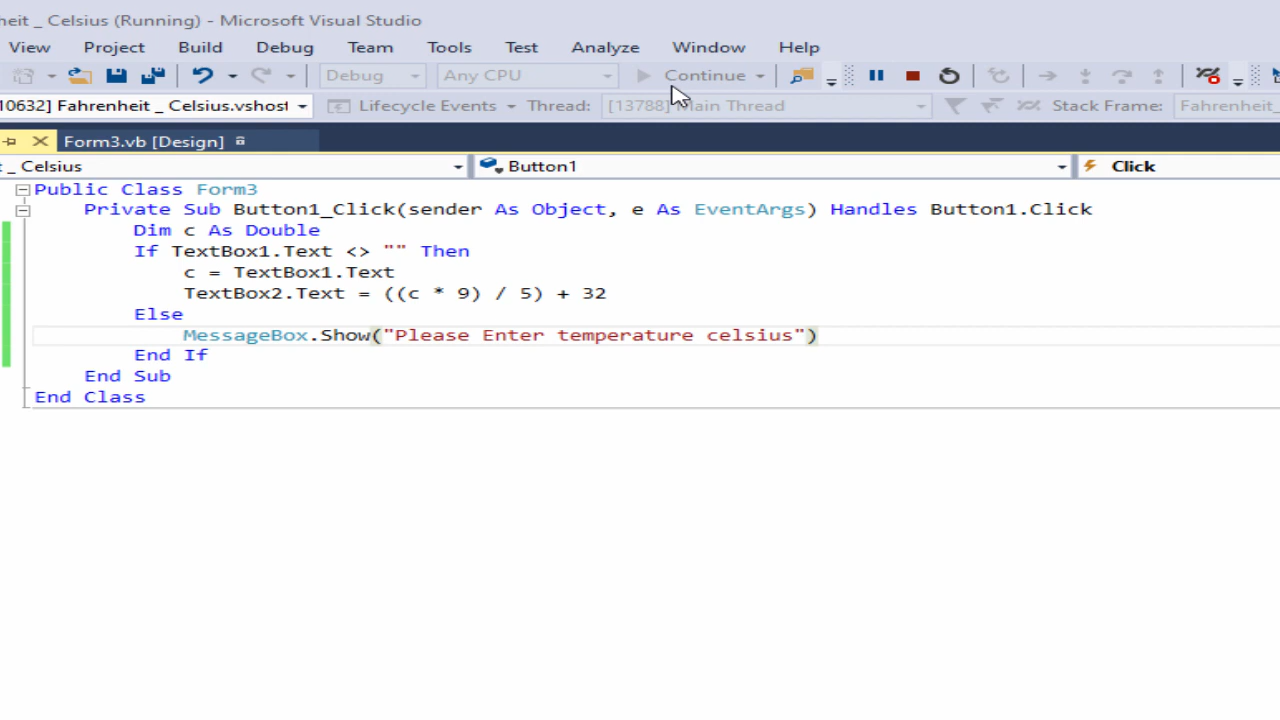 heit _ Celsius (Running) - Microsoft Visual Studio
View Project Build Debug Team Tools Test Analyze Window Help
Debug Any CPU Continue
10632] Fahrenheit _ Celsius.vshost Lifecycle Events Thread: [13788] Main Thread Stack Frame: Fahrenheit_
Form3.vb [Design]
_ Celsius Button1 Click
Public Class Form3
Private Sub Button1_Click(sender As Object, e As EventArgs) Handles Button1.Click
Dim c As Double
If TextBox1.Text <> "" Then
c = TextBox1.Text
TextBox2.Text = ((c * 9) / 5) + 32
Else
MessageBox.Show("Please Enter temperature celsius")
End If
End Sub
End Class